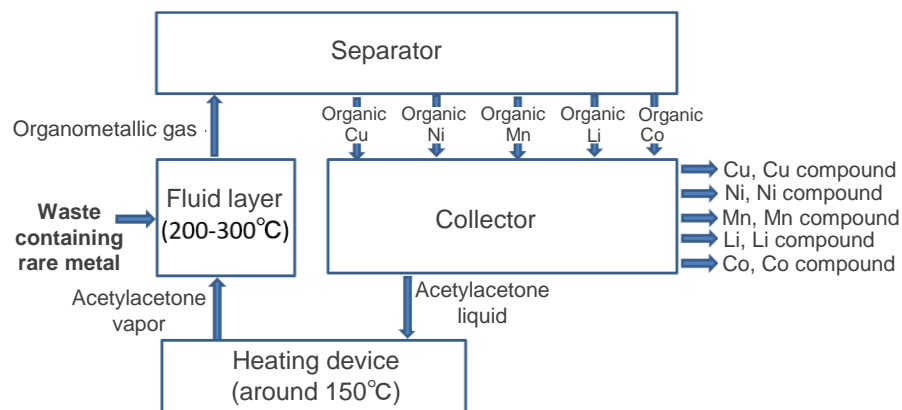 Separator
Organometallic gas
Organic
Cu
Organic
Ni
Organic
Mn
Organic
Li
Organic
Co
Waste
containing
rare metal
Fluid layer
(200-300℃)
Collector
Cu, Cu compound
Ni, Ni compound
Mn, Mn compound
Li, Li compound
Co, Co compound
Acetylacetone
vapor
Acetylacetone
liquid
Heating device
(around 150℃)